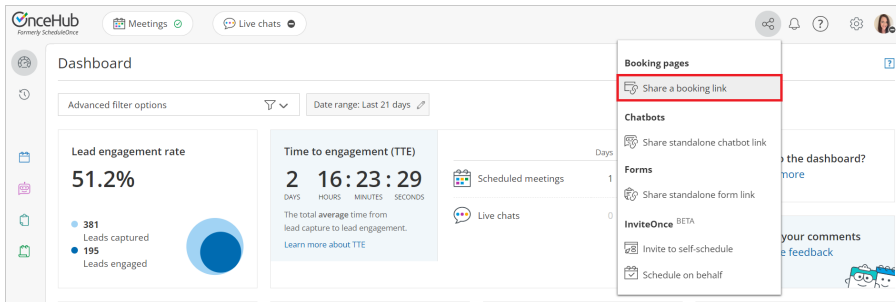 OnceHub
Formerly ScheduleOnce
Meetings
Live chats
?
Dashboard
?
Advanced filter options
Date range: Last 21 days
Lead engagement rate
51.2%
381
Leads captured
195
Leads engaged
Time to engagement (TTE)
2 16:23:29
DAYS HOURS MINUTES SECONDS
The total average time from
lead capture to lead engagement.
Learn more about TTE
Days
Scheduled meetings 1
Live chats 0
Booking pages
Share a booking link
Chatbots
Share standalone chatbot link
Forms
Share standalone form link
InviteOnce BETA
Invite to self-schedule
Schedule on behalf
the dashboard?
more
your comments
feedback